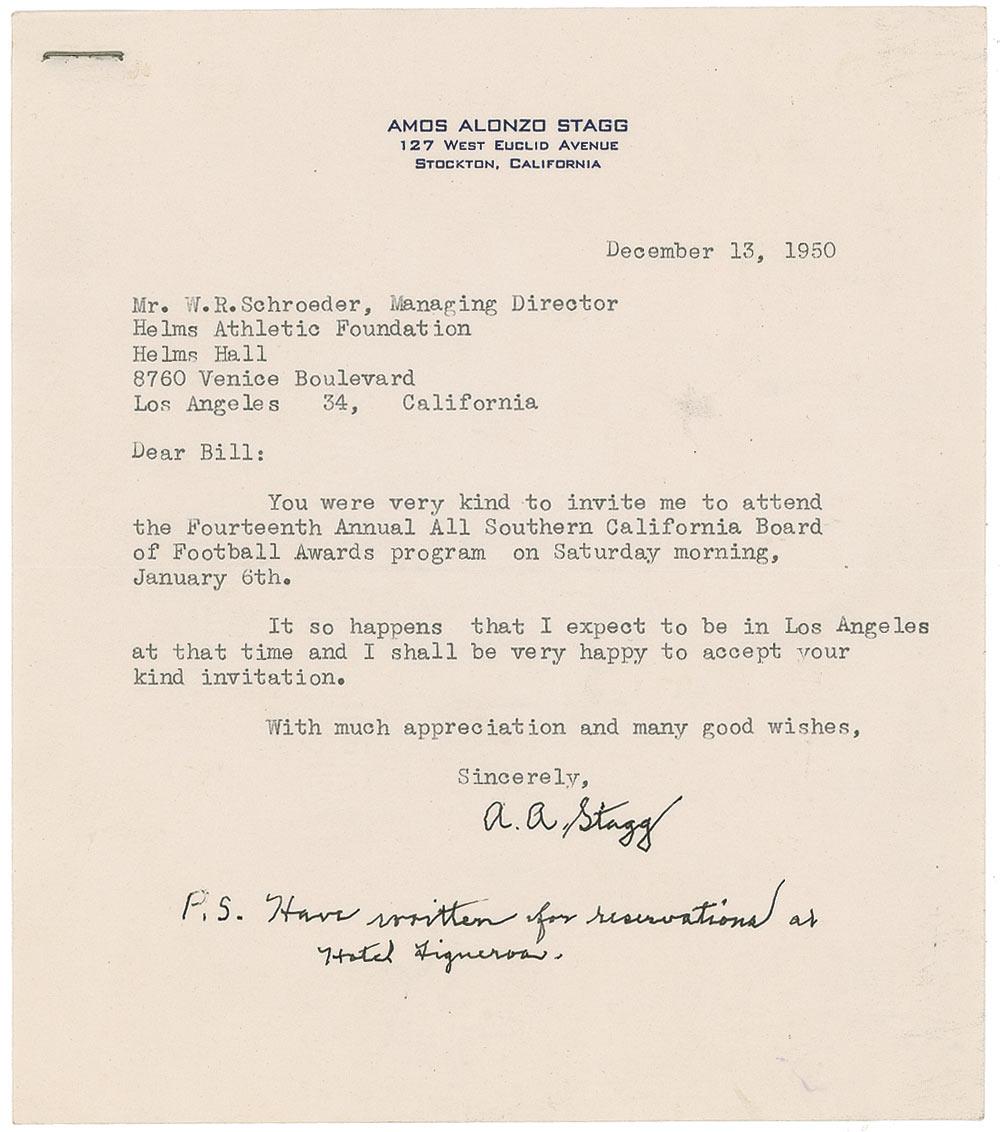 AMOS ALONZO STAGG
127 WEST EUCLID AVENUE
STOCKTON, CALIFORNIA
December 13, 1950
Mr. W.R.Schroeder, Managing Director
Helms Athletic Foundation
Helms Hall
8760 Venice Boulevard
Los Angeles 34, California
Dear Bill:
You were very kind to invite me to attend
the Fourteenth Annual All Southern California Board
of Football Awards program on Saturday morning,
January 6th.
It so happens that I expect to be in Los Angeles
at that time and I shall be very happy to accept your
kind invitation.
With much appreciation and many good wishes,
Sincerely,
A. A. Stagg
P.S. Have written for reservations at
Hotel Figueroa.